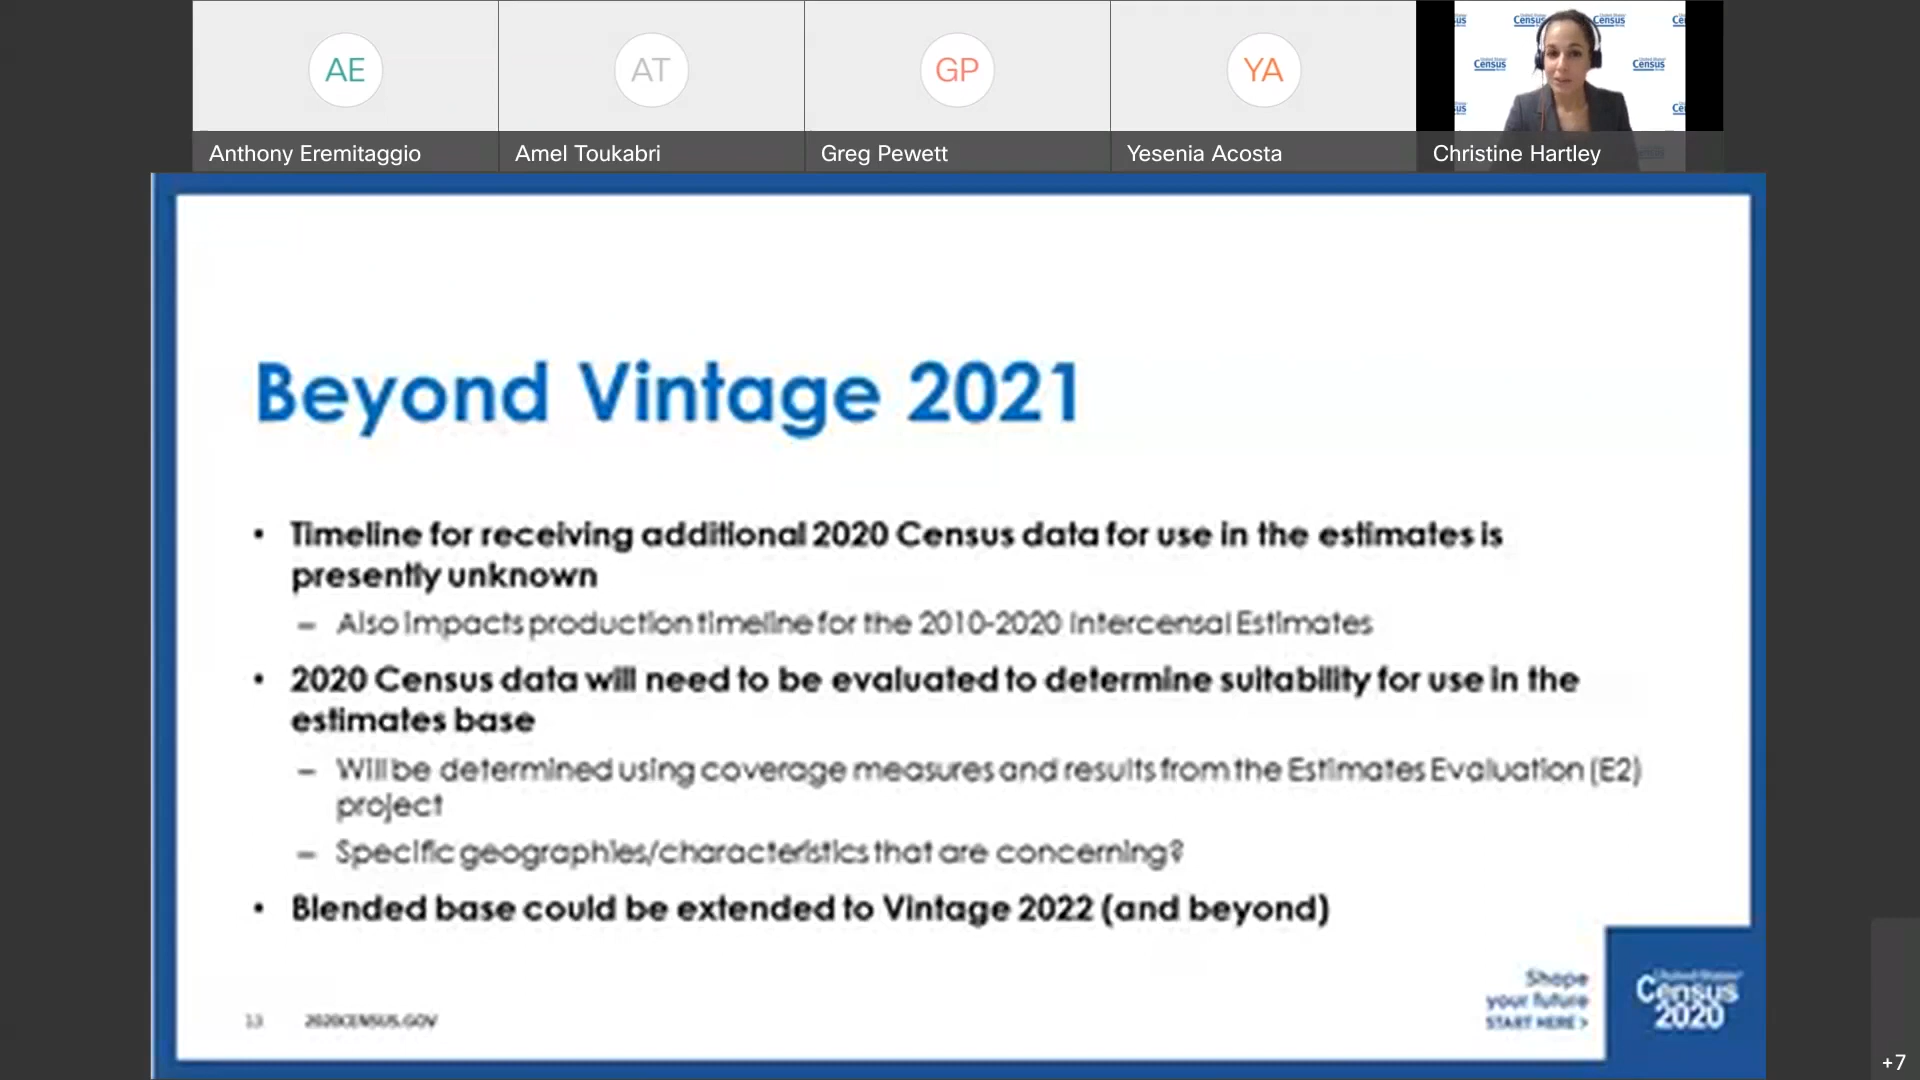 AE
AT
GP
YA
Census
Census
Census
Census
Anthony Eremitaggio
Amel Toukabri
Greg Pewett
Yesenia Acosta
Christine Hartley
Beyond Vintage 2021
• Timeline for receiving additional 2020 Census data for use in the estimates is
presently unknown
– Also impacts production timeline for the 2010-2020 Intercensal Estimates
• 2020 Census data will need to be evaluated to determine suitability for use in the
estimates base
– Will be determined using coverage measures and results from the Estimates Evaluation (E2)
project
– Specific geographies/characteristics that are concerning?
• Blended base could be extended to Vintage 2022 (and beyond)
Shape
your future
START HERE >
United States
Census
2020
13
2020CENSUS.GOV
+7